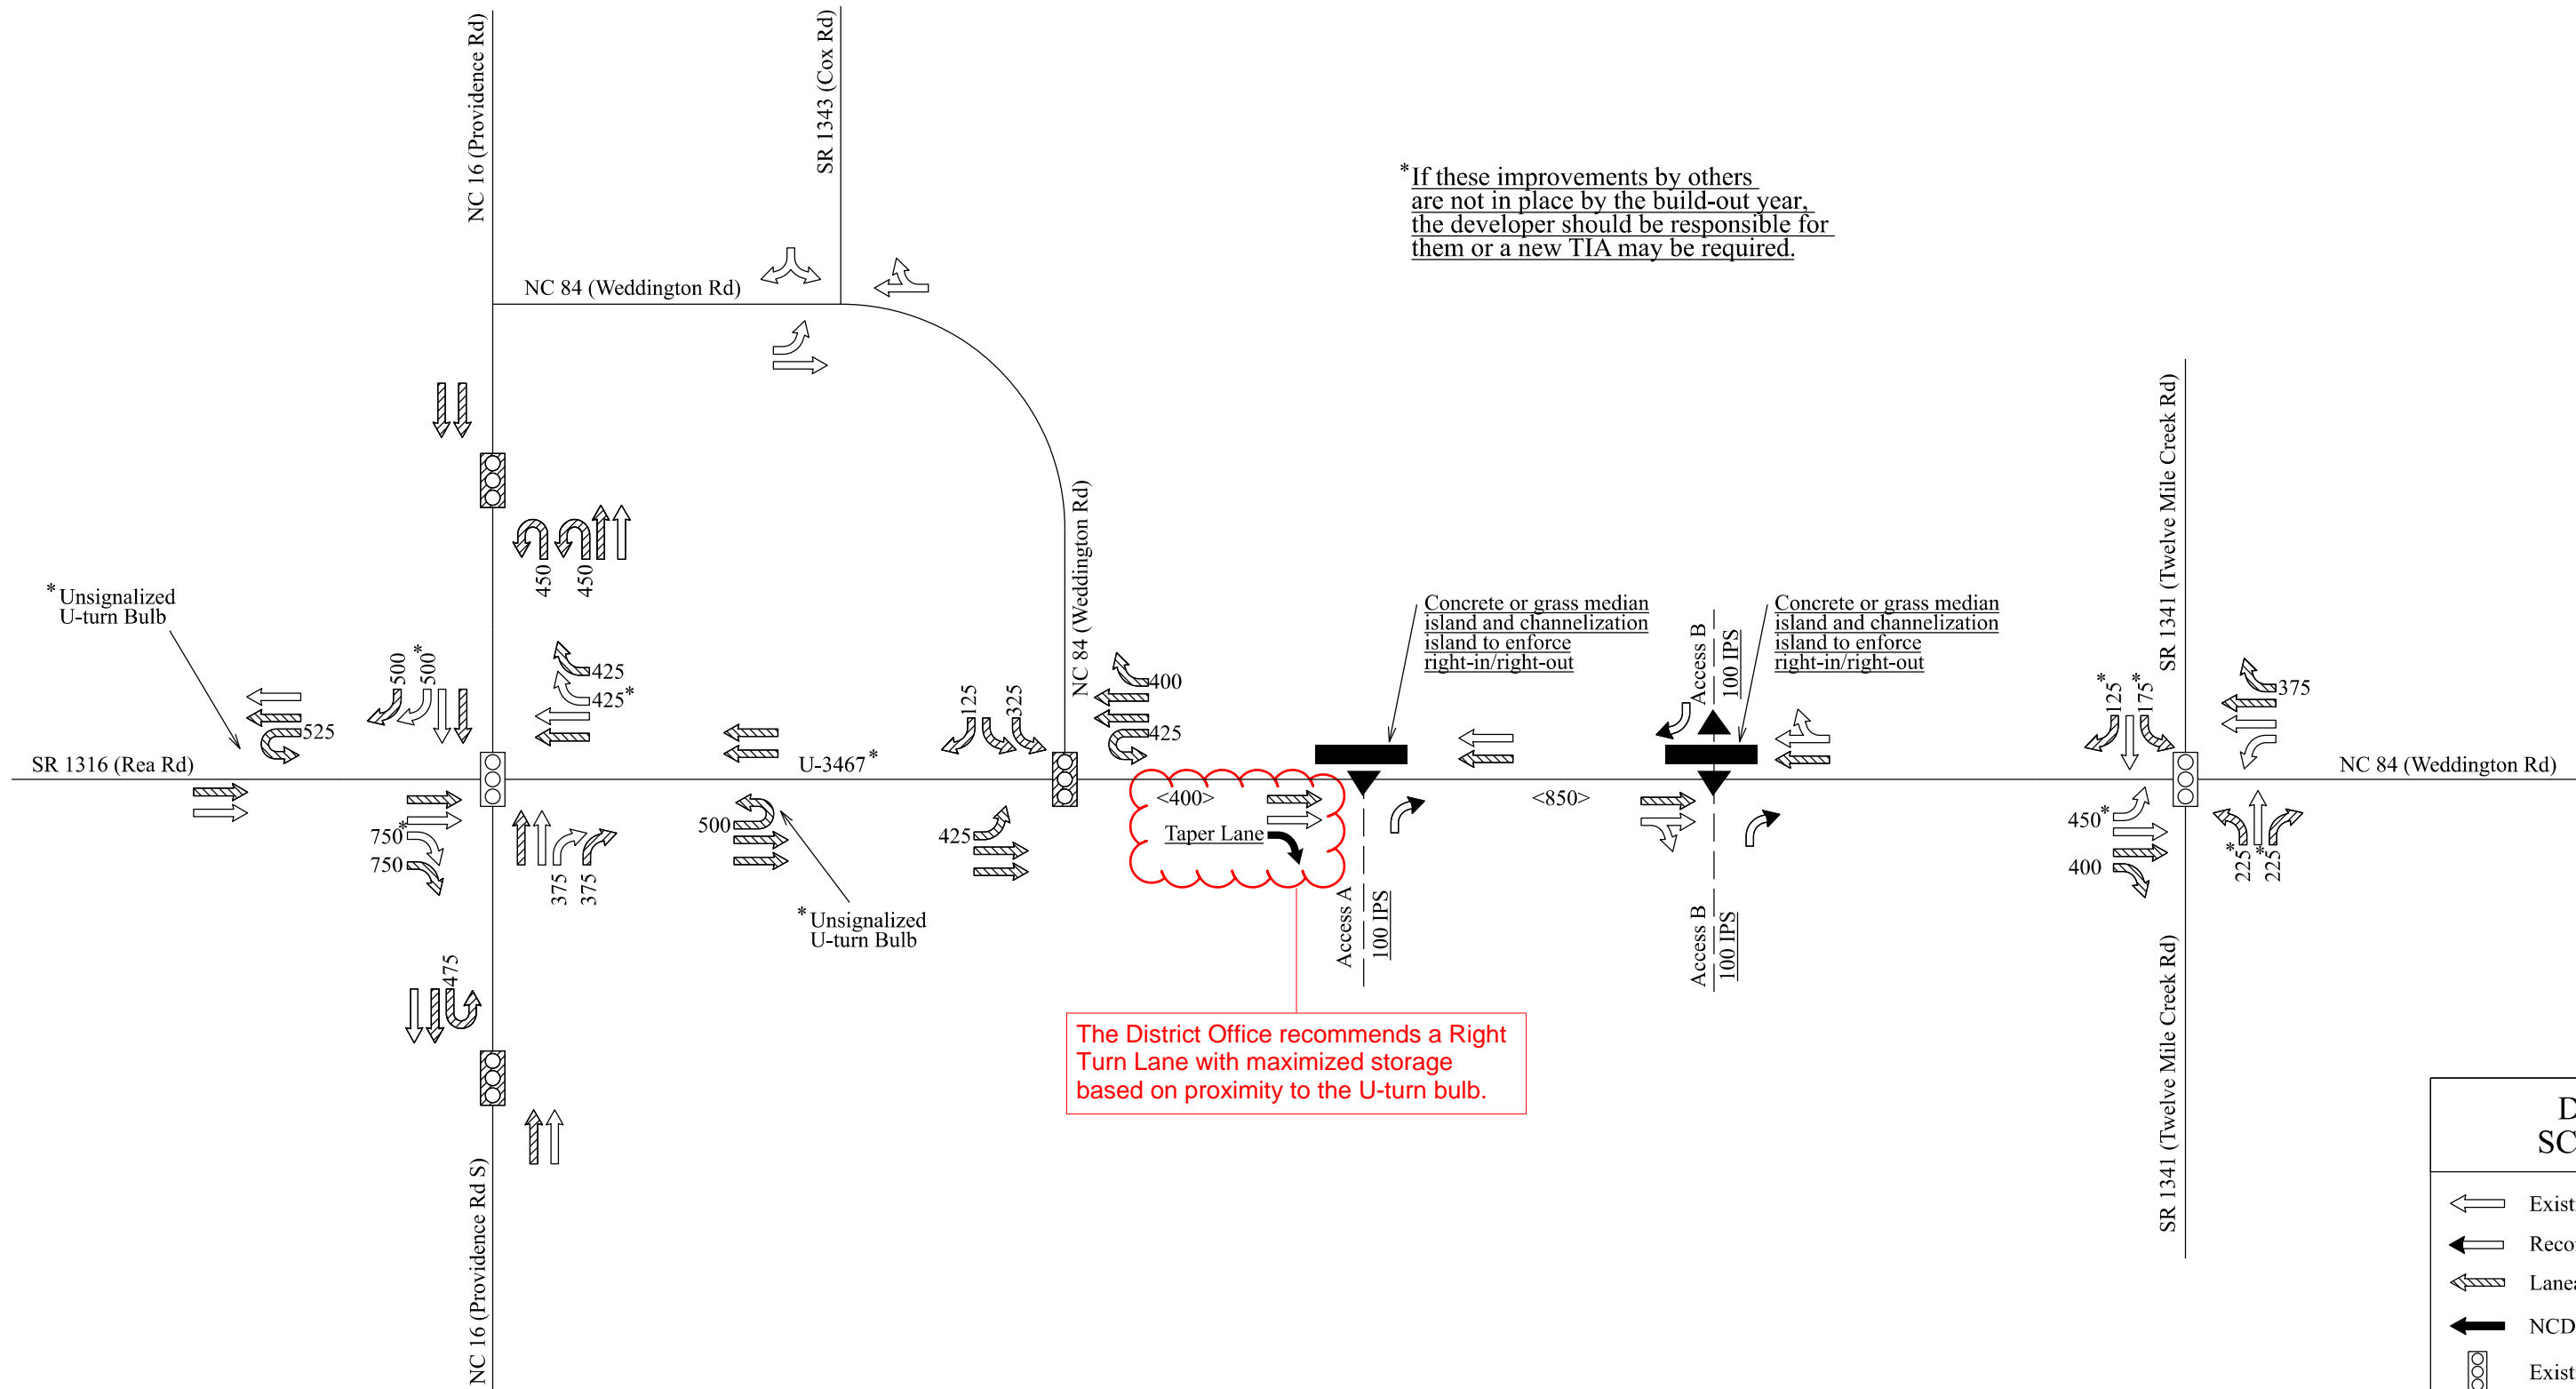 NC 16 (Providence Rd)
SR 1343 (Cox Rd)
*If these improvements by others
are not in place by the build-out year,
the developer should be responsible for
them or a new TIA may be required.
NC 84 (Weddington Rd)
SR 1341 (Twelve Mile Creek Rd)
NC 84 (Weddington Rd)
450
450
*Unsignalized
U-turn Bulb
Concrete or grass median
island and channelization
island to enforce
right-in/right-out
Access B
100 IPS
Concrete or grass median
island and channelization
island to enforce
right-in/right-out
500
500*
425
425*
525
125
325
400
425
125*
175*
375
SR 1316 (Rea Rd)
U-3467*
NC 84 (Weddington Rd)
<400>
<850>
750*
750
375
375
500
425
Taper Lane
450*
400
225*
225*
*Unsignalized
U-turn Bulb
Access A
100 IPS
Access B
100 IPS
475
The District Office recommends a Right
Turn Lane with maximized storage
based on proximity to the U-turn bulb.
NC 16 (Providence Rd S)
SR 1341 (Twelve Mile Creek Rd)
D
SC
Exist
Reco
Lane
NCD
Exist